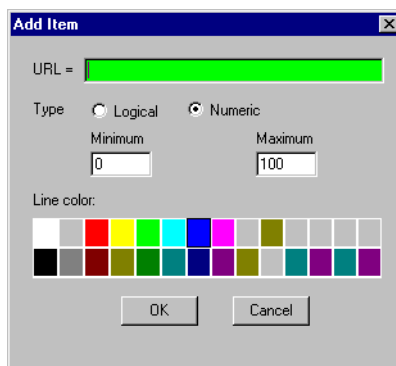 Add Item
URL =
Type Logical Numeric
Minimum Maximum
0 100
Line color:
OK Cancel